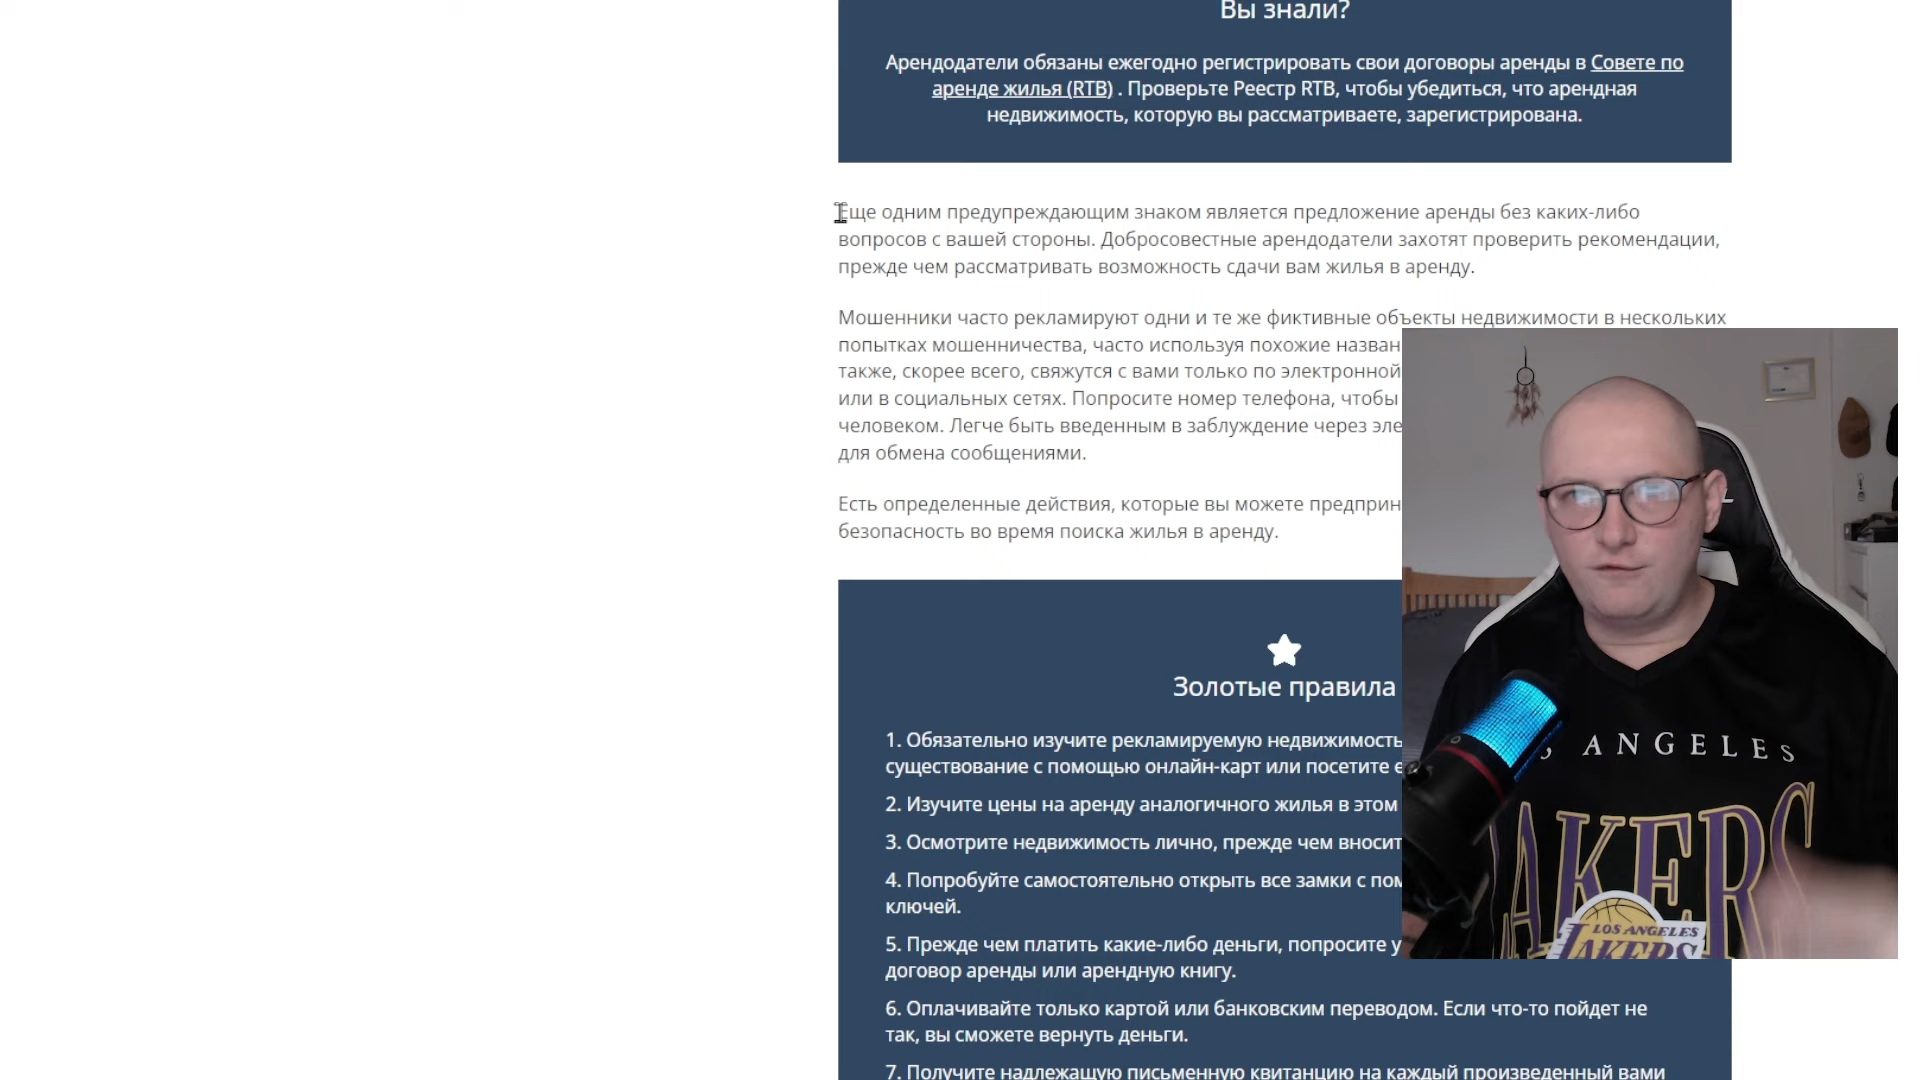 Вы знали?
Арендодатели обязаны ежегодно регистрировать свои договоры аренды в Совете по
аренде жилья (RTB) . Проверьте Реестр RTB, чтобы убедиться, что арендная
недвижимость, которую вы рассматриваете, зарегистрирована.
Еще одним предупреждающим знаком является предложение аренды без каких-либо
вопросов с вашей стороны. Добросовестные арендодатели захотят проверить рекомендации,
прежде чем рассматривать возможность сдачи вам жилья в аренду.
Мошенники часто рекламируют одни и те же фиктивные объекты недвижимости в нескольких
попытках мошенничества, часто используя похожие назван
также, скорее всего, свяжутся с вами только по электронной
или в социальных сетях. Попросите номер телефона, чтобы
человеком. Легче быть введенным в заблуждение через эле
для обмена сообщениями.
Есть определенные действия, которые вы можете предприн
безопасность во время поиска жилья в аренду.
Золотые правила
1. Обязательно изучите рекламируемую недвижимость
существование с помощью онлайн-карт или посетите е
2. Изучите цены на аренду аналогичного жилья в этом
3. Осмотрите недвижимость лично, прежде чем вносит
4. Попробуйте самостоятельно открыть все замки с пом
ключей.
5. Прежде чем платить какие-либо деньги, попросите у
договор аренды или арендную книгу.
6. Оплачивайте только картой или банковским переводом. Если что-то пойдет не
так, вы сможете вернуть деньги.
7. Получите надлежащую письменную квитанцию на каждый произведенный вами
S ANGELES
LAKERS
LOS ANGELES
LAKERS